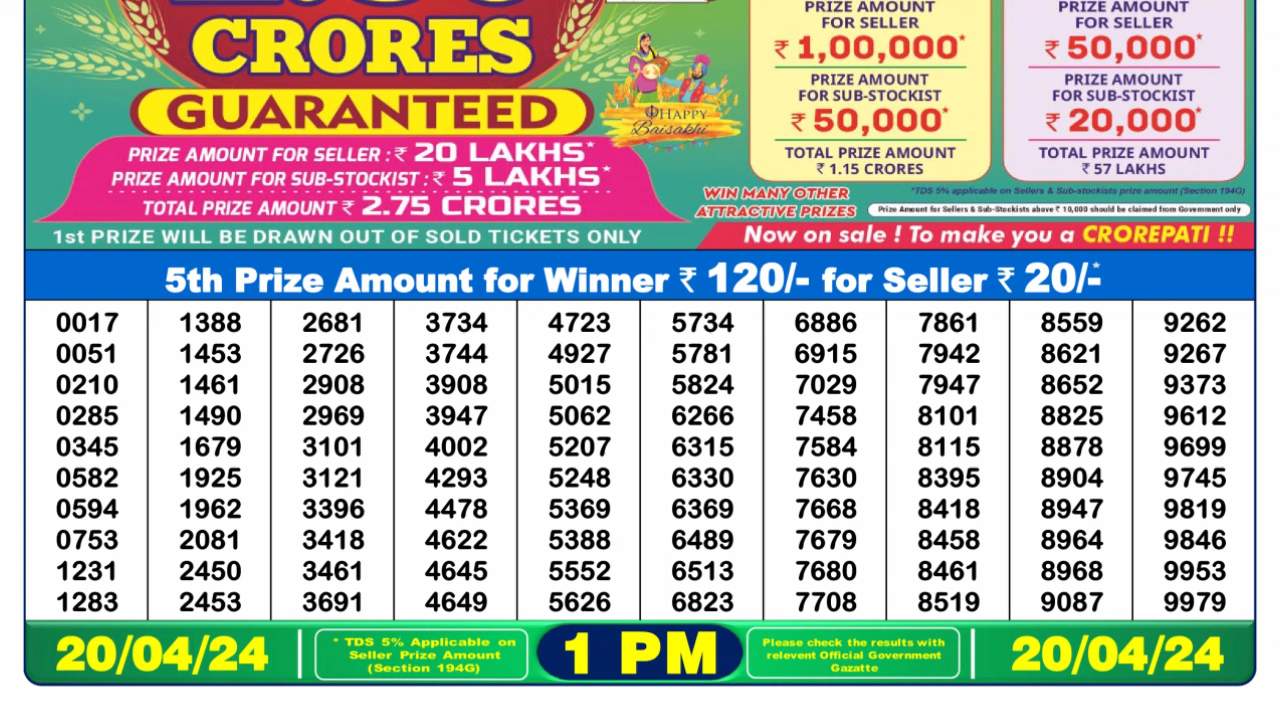 CRORES
GUARANTEED
PRIZE AMOUNT FOR SELLER : ₹ 20 LAKHS*
PRIZE AMOUNT FOR SUB-STOCKIST : ₹ 5 LAKHS*
TOTAL PRIZE AMOUNT ₹ 2.75 CRORES
1st PRIZE WILL BE DRAWN OUT OF SOLD TICKETS ONLY
HAPPY
Baisakhi
PRIZE AMOUNT
FOR SELLER
₹ 1,00,000*
PRIZE AMOUNT
FOR SUB-STOCKIST
₹ 50,000*
TOTAL PRIZE AMOUNT
₹ 1.15 CRORES
PRIZE AMOUNT
FOR SELLER
₹ 50,000*
PRIZE AMOUNT
FOR SUB-STOCKIST
₹ 20,000*
TOTAL PRIZE AMOUNT
₹ 57 LAKHS
WIN MANY OTHER
ATTRACTIVE PRIZES
*TDS 5% applicable on Sellers & Sub-stockists prize amount (Section 194G)
Prize Amount for Sellers & Sub-Stockists above ₹ 10,000 should be claimed from Government only
Now on sale ! To make you a CROREPATI !!
5th Prize Amount for Winner ₹ 120/- for Seller ₹ 20/-*
0017 1388 2681 3734 4723 5734 6886 7861 8559 9262
0051 1453 2726 3744 4927 5781 6915 7942 8621 9267
0210 1461 2908 3908 5015 5824 7029 7947 8652 9373
0285 1490 2969 3947 5062 6266 7458 8101 8825 9612
0345 1679 3101 4002 5207 6315 7584 8115 8878 9699
0582 1925 3121 4293 5248 6330 7630 8395 8904 9745
0594 1962 3396 4478 5369 6369 7668 8418 8947 9819
0753 2081 3418 4622 5388 6489 7679 8458 8964 9846
1231 2450 3461 4645 5552 6513 7680 8461 8968 9953
1283 2453 3691 4649 5626 6823 7708 8519 9087 9979
20/04/24
* TDS 5% Applicable on
Seller Prize Amount
(Section 194G)
1 PM
Please check the results with
relevent Official Government
Gazatte
20/04/24